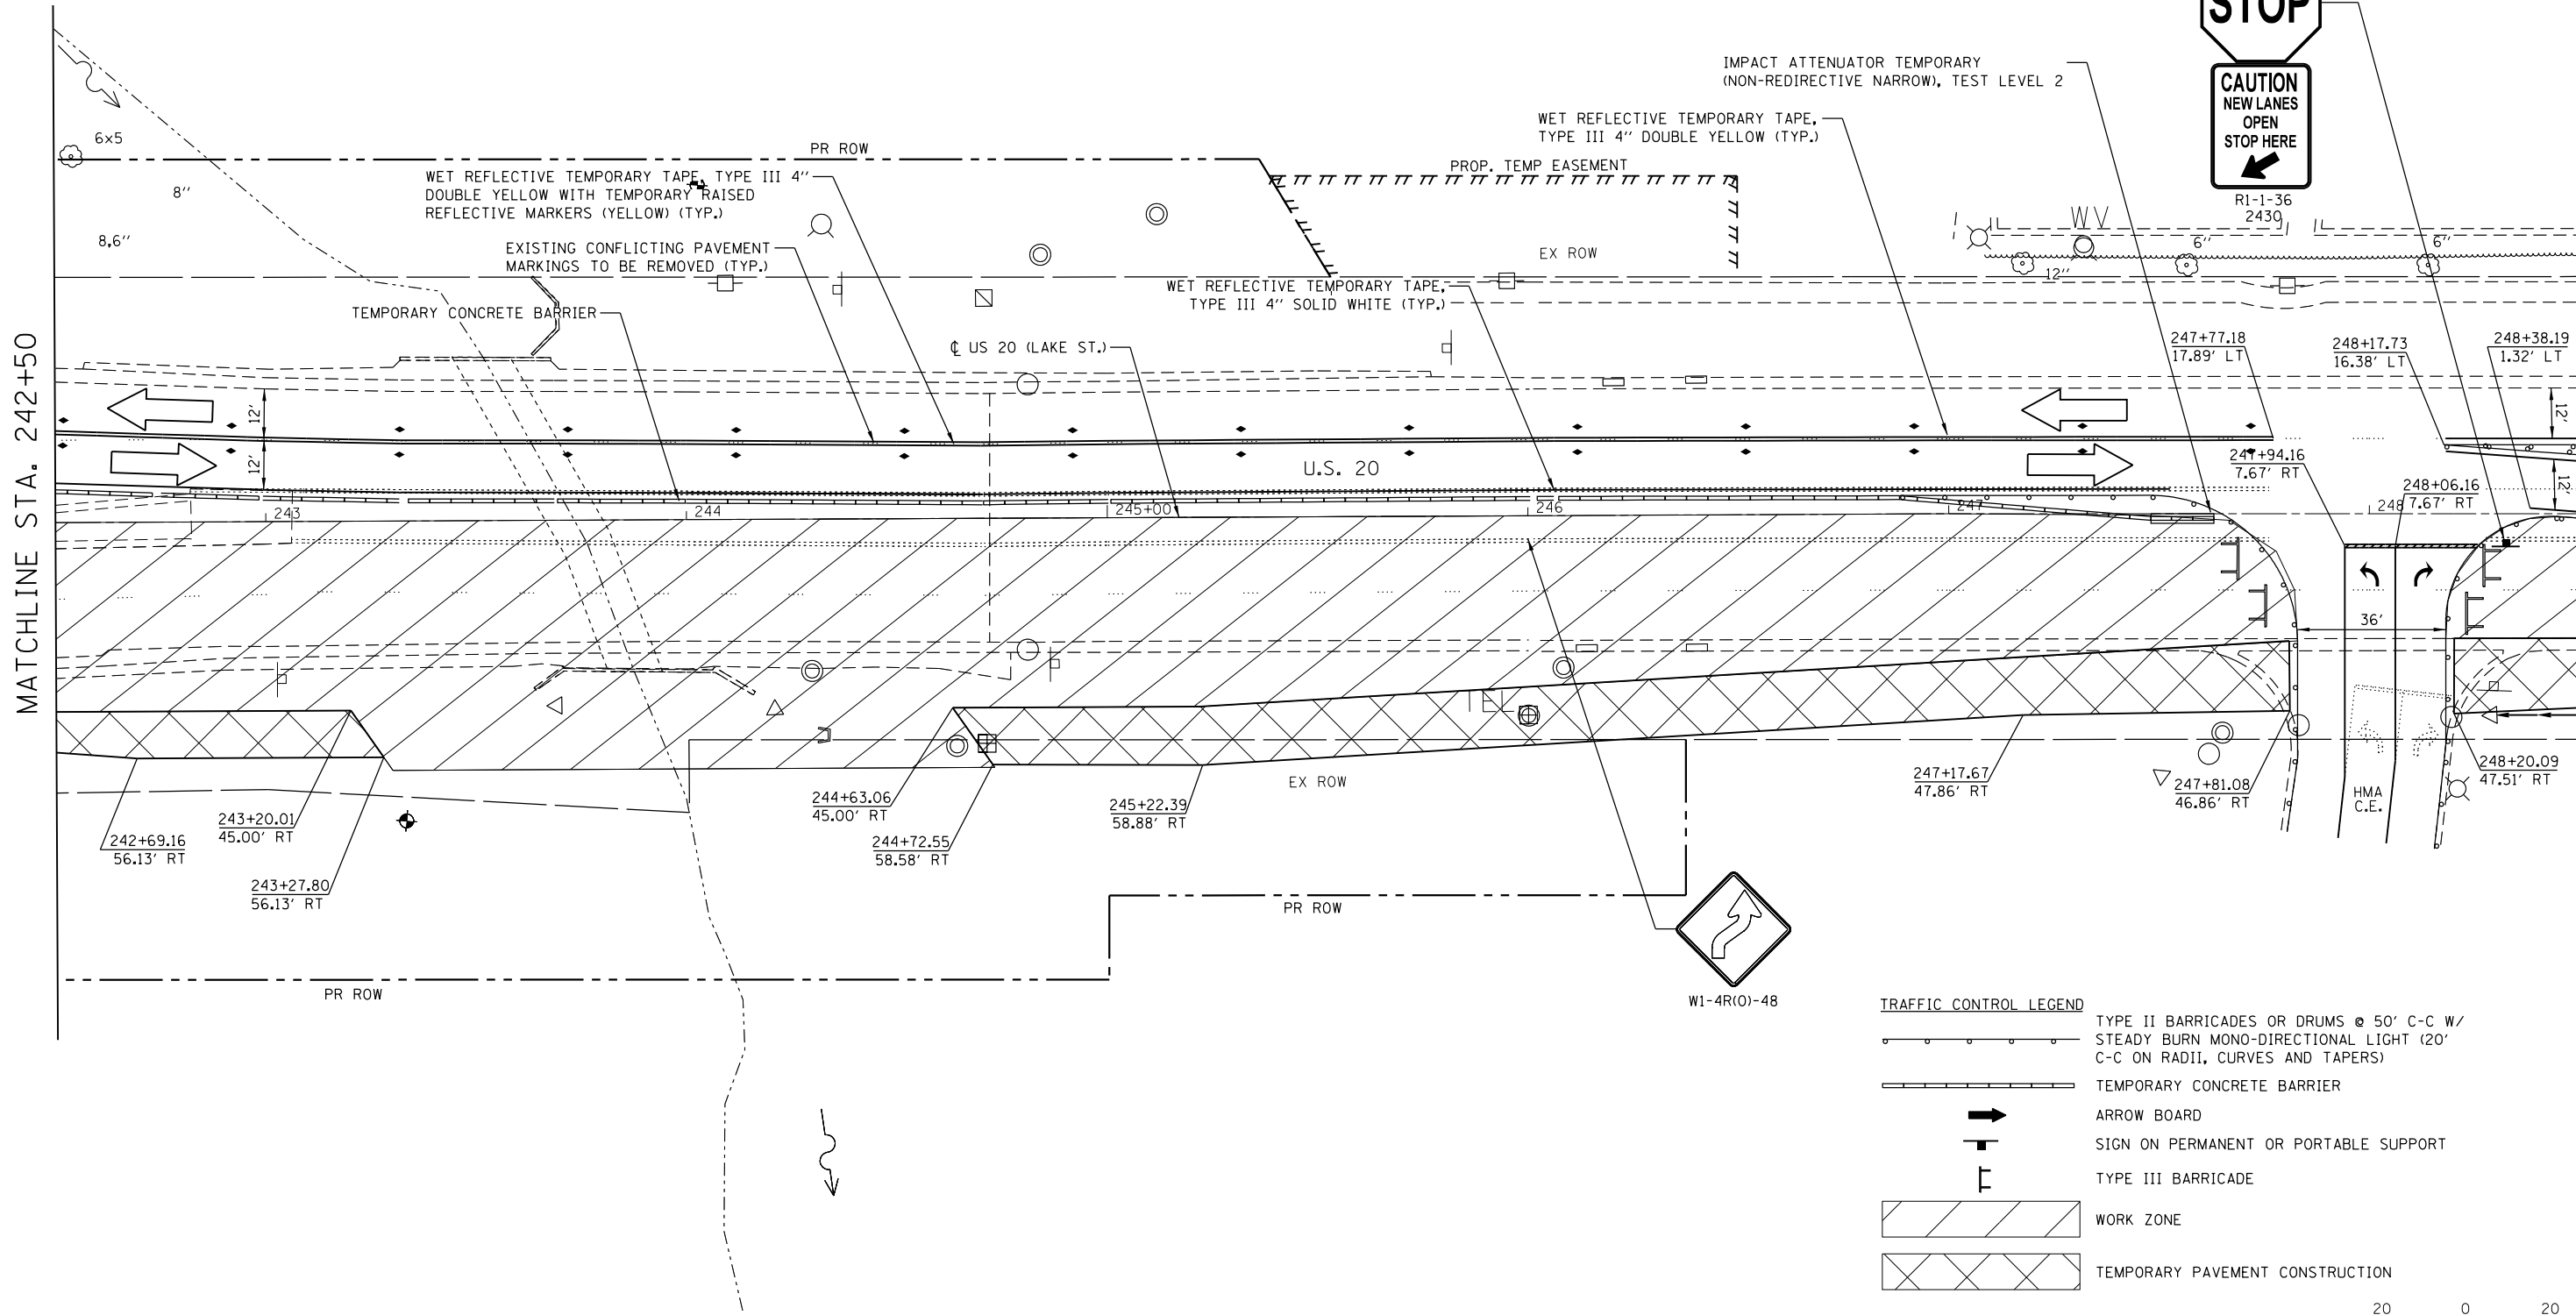 STOP
CAUTION
NEW LANES
OPEN
STOP HERE
R1-1-36
2430
IMPACT ATTENUATOR TEMPORARY
(NON-REDIRECTIVE NARROW), TEST LEVEL 2
WET REFLECTIVE TEMPORARY TAPE,
TYPE III 4'' DOUBLE YELLOW (TYP.)
6x5
8''
8,6''
PR ROW
PROP. TEMP EASEMENT
WET REFLECTIVE TEMPORARY TAPE, TYPE III 4''
DOUBLE YELLOW WITH TEMPORARY RAISED
REFLECTIVE MARKERS (YELLOW) (TYP.)
EXISTING CONFLICTING PAVEMENT
MARKINGS TO BE REMOVED (TYP.)
EX ROW
WV
6''
6''
12''
WET REFLECTIVE TEMPORARY TAPE,
TYPE III 4'' SOLID WHITE (TYP.)
TEMPORARY CONCRETE BARRIER
℄ US 20 (LAKE ST.)
MATCHLINE STA. 242+50
247+77.18
17.89' LT
248+17.73
16.38' LT
248+38.19
1.32' LT
12'
12'
12'
12'
U.S. 20
247+94.16
7.67' RT
248+06.16
7.67' RT
243
244
245+00
246
247
248
36'
TEL
HMA
C.E.
242+69.16
56.13' RT
243+20.01
45.00' RT
243+27.80
56.13' RT
244+63.06
45.00' RT
244+72.55
58.58' RT
245+22.39
58.88' RT
EX ROW
247+17.67
47.86' RT
247+81.08
46.86' RT
248+20.09
47.51' RT
PR ROW
PR ROW
W1-4R(O)-48
TRAFFIC CONTROL LEGEND
TYPE II BARRICADES OR DRUMS @ 50' C-C W/
STEADY BURN MONO-DIRECTIONAL LIGHT (20'
C-C ON RADII, CURVES AND TAPERS)
TEMPORARY CONCRETE BARRIER
ARROW BOARD
SIGN ON PERMANENT OR PORTABLE SUPPORT
TYPE III BARRICADE
WORK ZONE
TEMPORARY PAVEMENT CONSTRUCTION
20 0 20